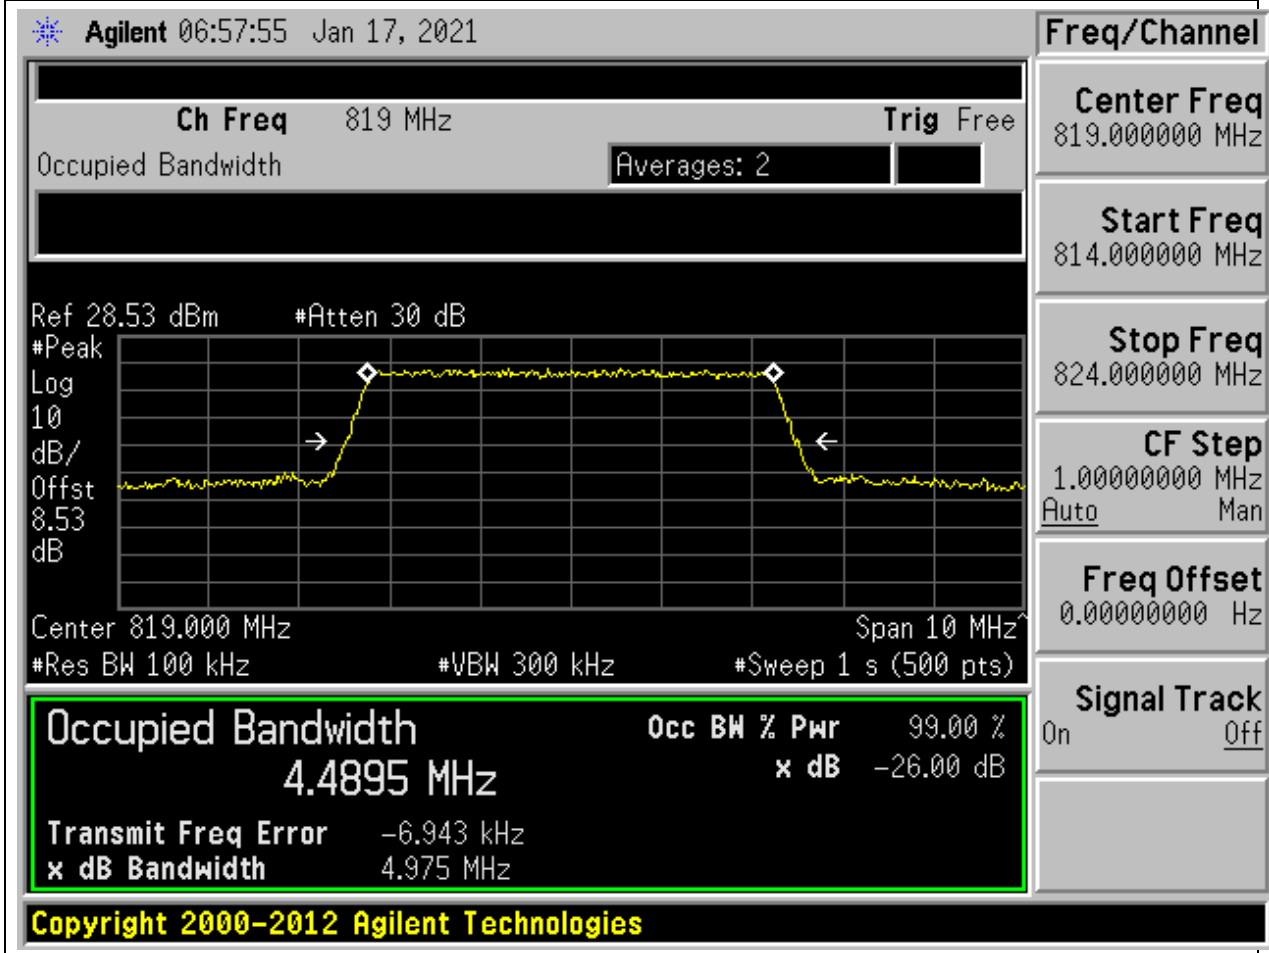 Agilent 06:57:55 Jan 17, 2021
Freq/Channel
Ch Freq 819 MHz Trig Free
Occupied Bandwidth Averages: 2
Ref 28.53 dBm #Atten 30 dB
#Peak
Log
10
dB/
Offst
8.53
dB
Center 819.000 MHz Span 10 MHz^
#Res BW 100 kHz #VBW 300 kHz #Sweep 1 s (500 pts)
Occupied Bandwidth Occ BW % Pwr 99.00 %
4.4895 MHz x dB -26.00 dB
Transmit Freq Error -6.943 kHz
x dB Bandwidth 4.975 MHz
Center Freq
819.000000 MHz
Start Freq
814.000000 MHz
Stop Freq
824.000000 MHz
CF Step
1.00000000 MHz
Auto Man
Freq Offset
0.00000000 Hz
Signal Track
On Off
Copyright 2000-2012 Agilent Technologies